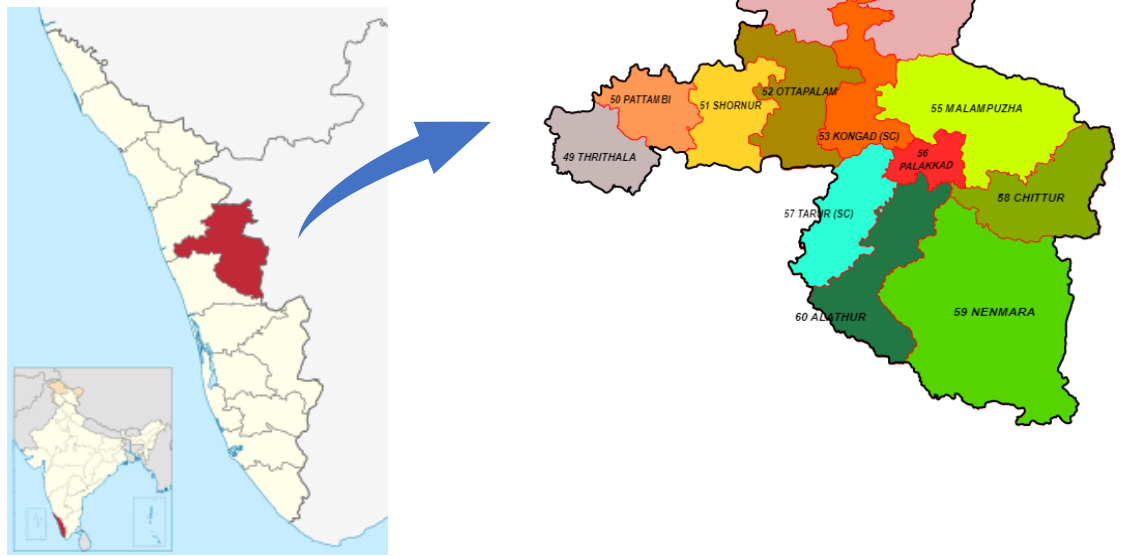 50 PATTAMBI
51 SHORNUR
52 OTTAPALAM
55 MALAMPUZHA
53 KONGAD (SC)
49 THRITHALA
56
PALAKKAD
58 CHITTUR
57 TARUR (SC)
59 NENMARA
60 ALATHUR